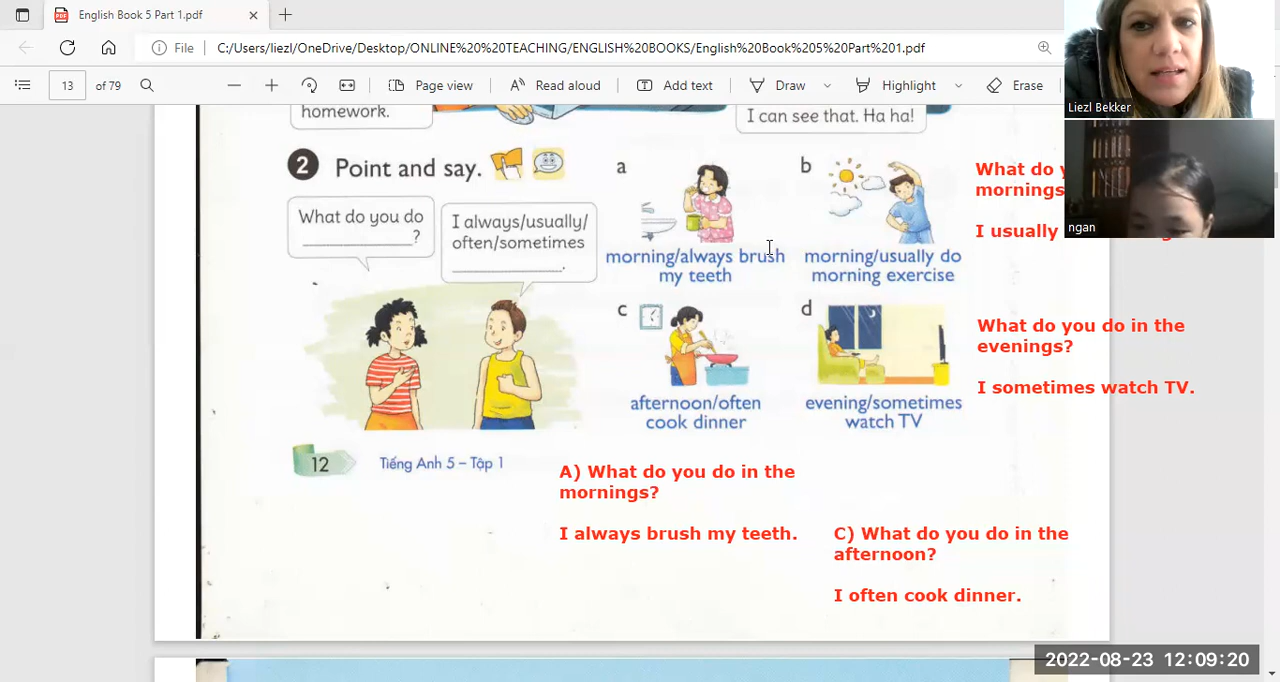 English Book 5 Part 1.pdf
File
C:/Users/liezl/OneDrive/Desktop/ONLINE%20%20TEACHING/ENGLISH%20BOOKS/English%20Book%205%20Part%201.pdf
13 of 79
Page view
Read aloud
Add text
Draw
Highlight
Erase
Liezl Bekker
ngan
homework.
I can see that. Ha ha!
2 Point and say.
What do you do
____________?
I always/usually/
often/sometimes
____________.
a
morning/always brush
my teeth
b
morning/usually do
morning exercise
c
afternoon/often
cook dinner
d
evening/sometimes
watch TV
What do
mornings
I usually
What do you do in the
evenings?
I sometimes watch TV.
12
Tiếng Anh 5 – Tập 1
A) What do you do in the
mornings?
I always brush my teeth.
C) What do you do in the
afternoon?
I often cook dinner.
2022-08-23 12:09:20